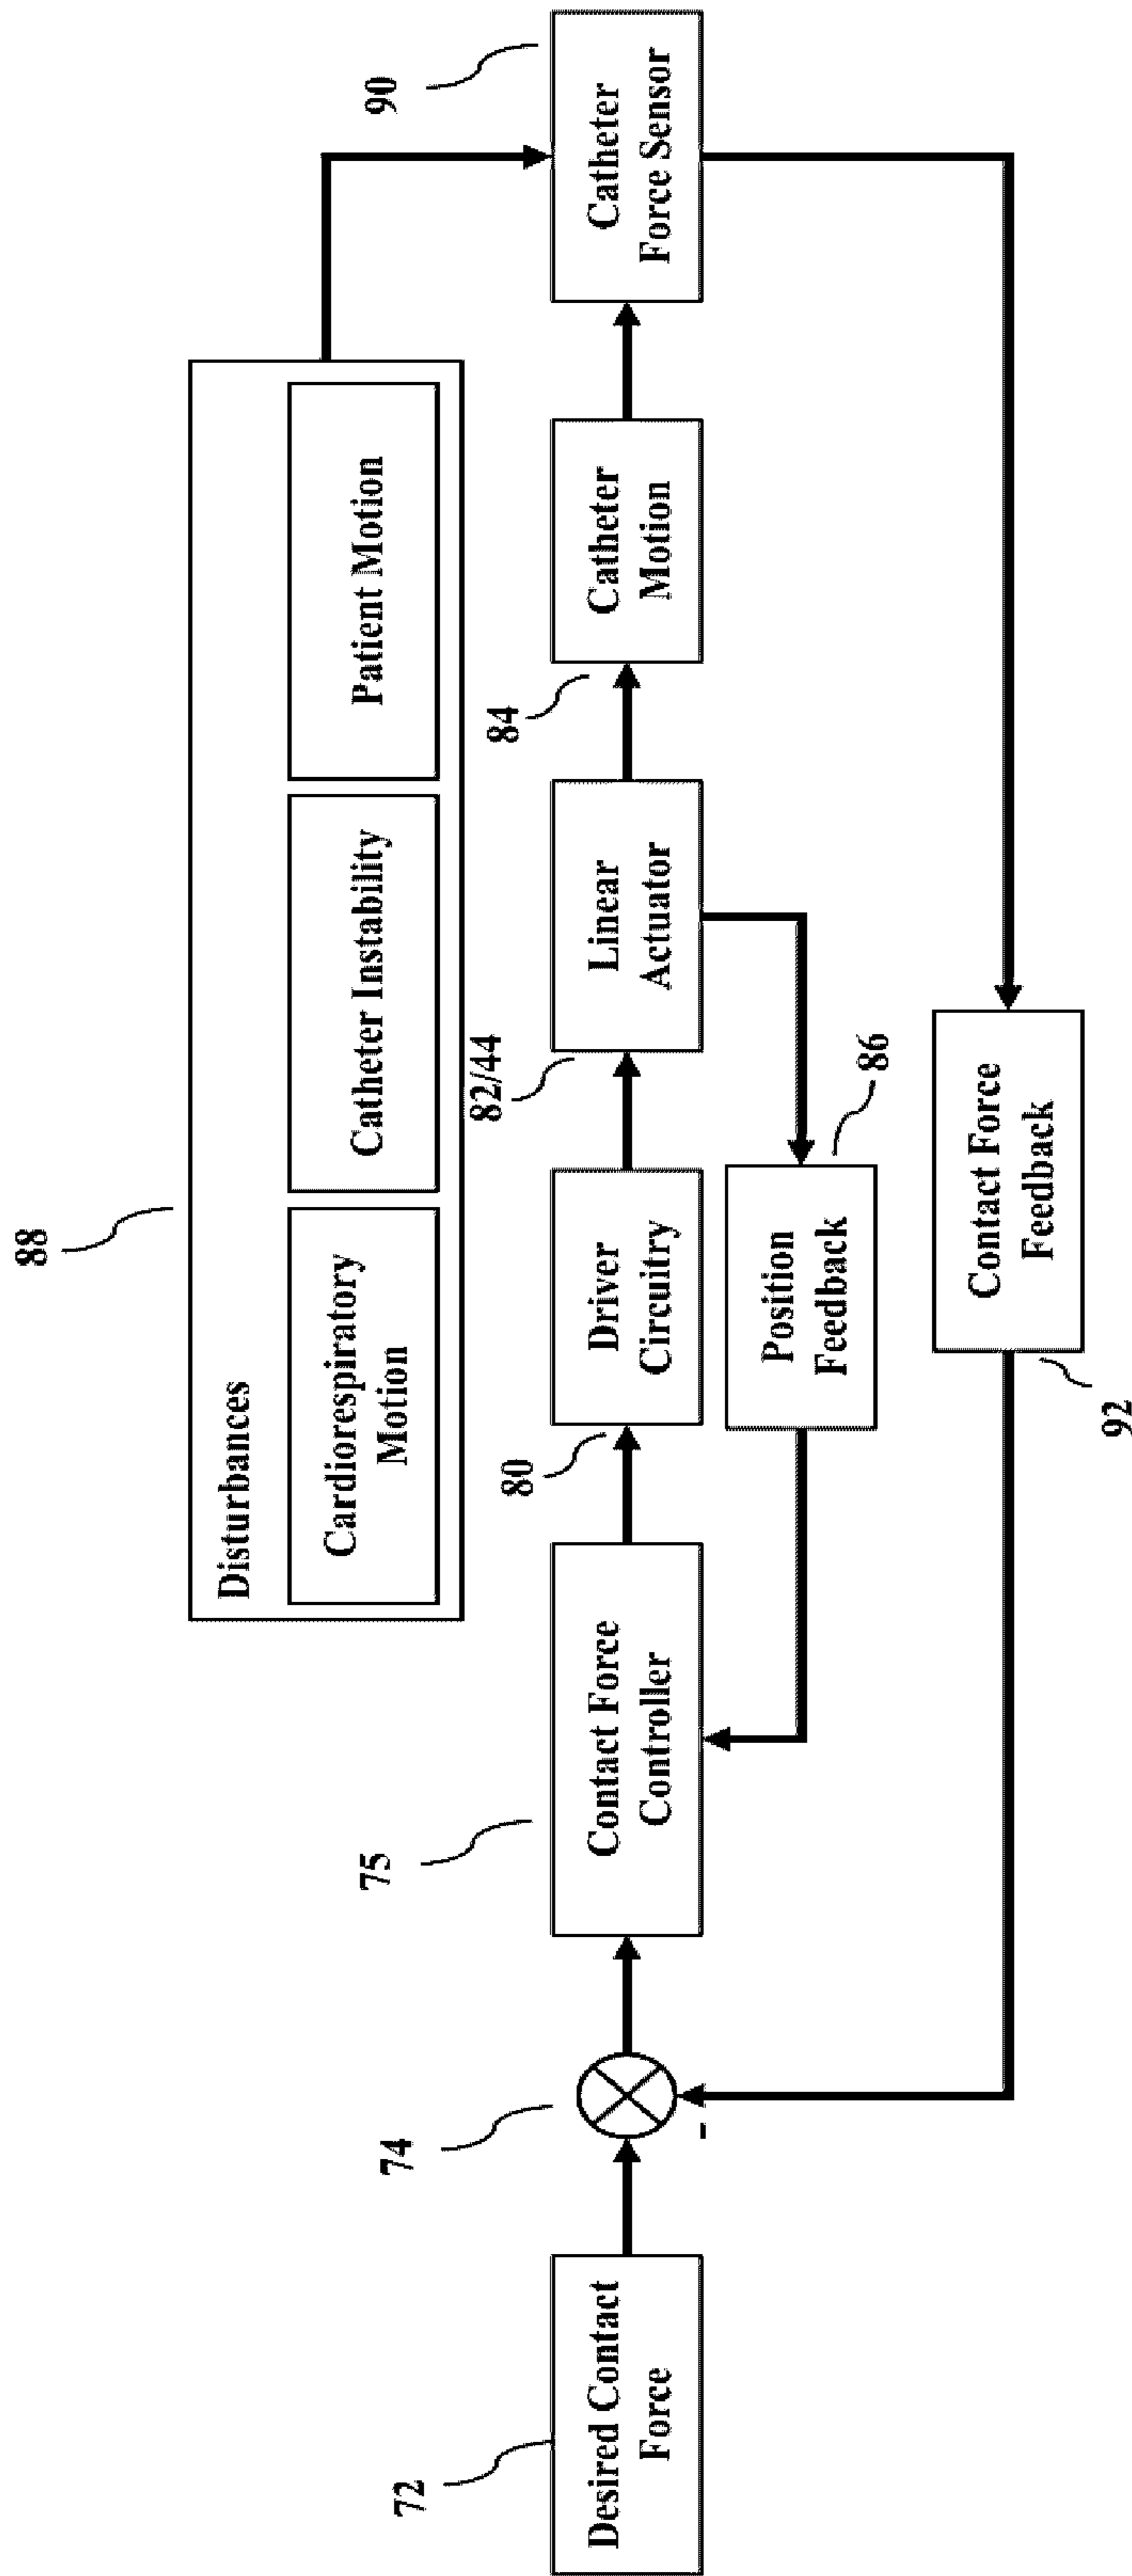 88
Disturbances
Cardiorespiratory
Motion
Catheter Instability
Patient Motion
72
Desired Contact
Force
74
-
75
Contact Force
Controller
80
Driver
Circuitry
82/44
Linear
Actuator
84
Catheter
Motion
90
Catheter
Force Sensor
86
Position
Feedback
92
Contact Force
Feedback